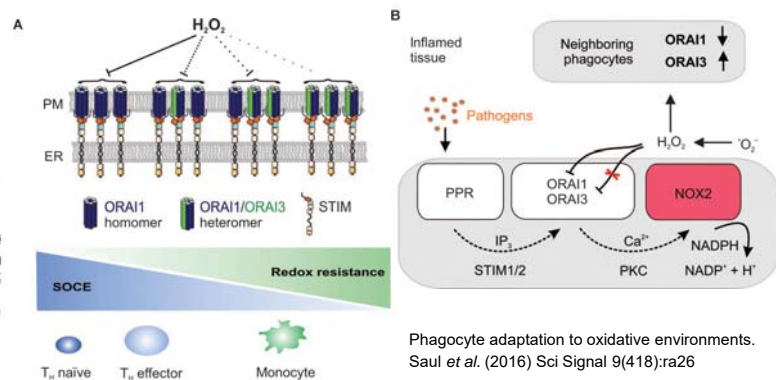 A
H₂O₂
PM
ER
ORAI1 homomer
ORAI1/ORAI3 heteromer
STIM
Redox resistance
SOCE
T_H naïve
T_H effector
Monocyte
B
Inflamed tissue
Neighboring phagocytes
ORAI1 ↓
ORAI3 ↑
Pathogens
H₂O₂
˙O₂⁻
PPR
ORAI1
ORAI3
NOX2
IP₃
STIM1/2
Ca²⁺
PKC
NADPH
NADP⁺ + H⁺
Phagocyte adaptation to oxidative environments.
Saul et al. (2016) Sci Signal 9(418):ra26